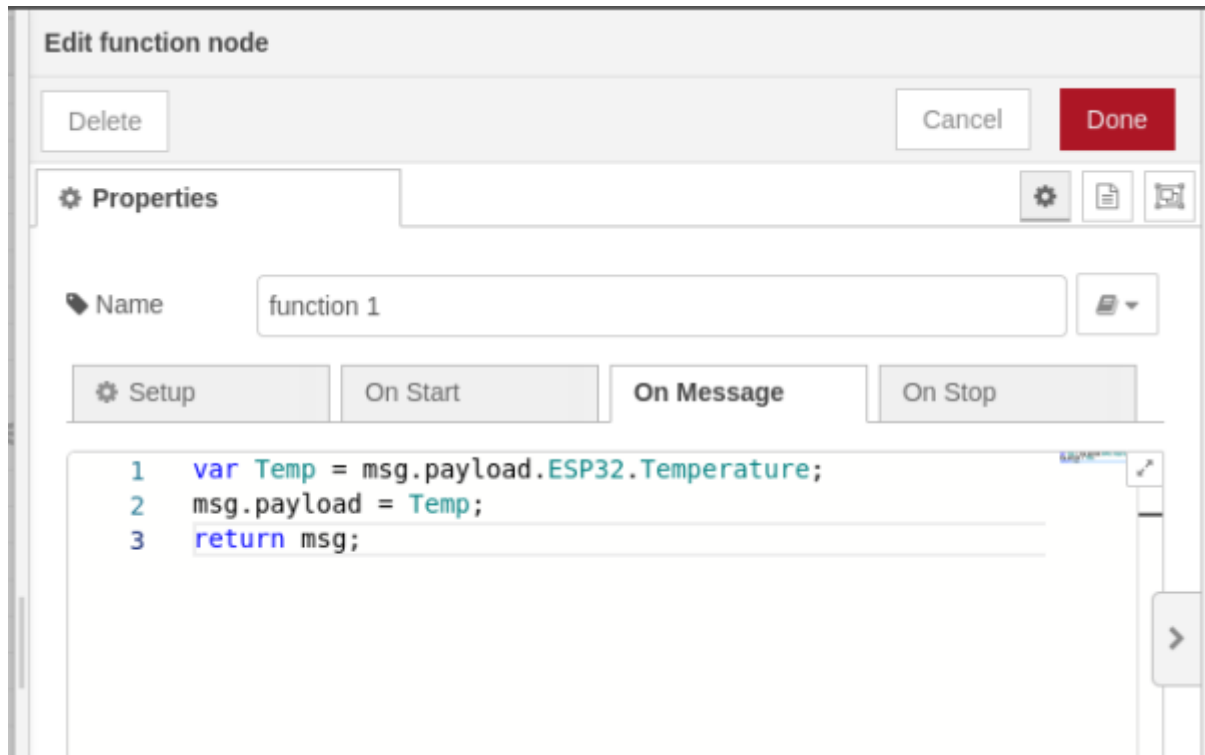 Edit function node
Delete Cancel Done
Properties
Name function 1
Setup On Start On Message On Stop
1 var Temp = msg.payload.ESP32.Temperature;
2 msg.payload = Temp;
3 return msg;